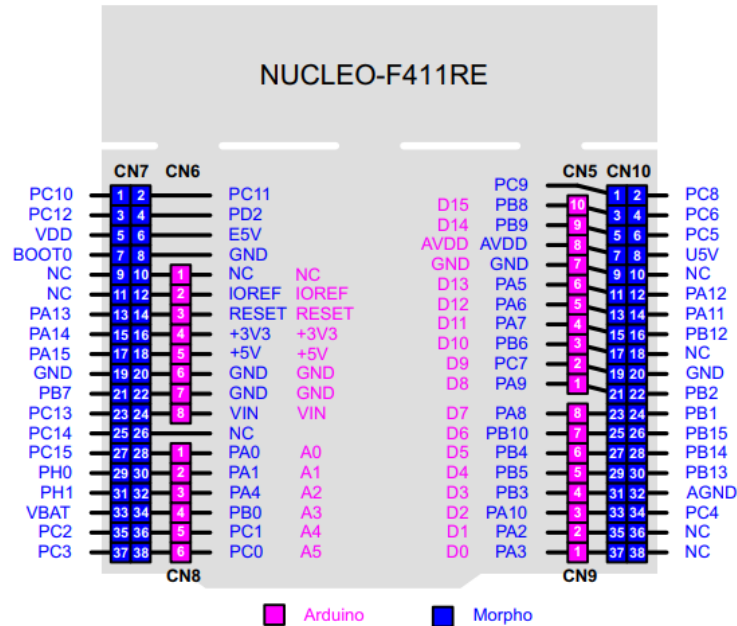 NUCLEO-F411RE
CN7 CN6 CN5 CN10
PC9
PC10 1 2 PC11 D15 PB8 10 1 2 PC8
PC12 3 4 PD2 D14 PB9 9 3 4 PC6
VDD 5 6 E5V AVDD AVDD 8 5 6 PC5
BOOT0 7 8 GND GND GND 7 7 8 U5V
NC 9 10 1 NC NC D13 PA5 6 9 10 NC
NC 11 12 2 IOREF IOREF D12 PA6 5 11 12 PA12
PA13 13 14 3 RESET RESET D11 PA7 4 13 14 PA11
PA14 15 16 4 +3V3 +3V3 D10 PB6 3 15 16 PB12
PA15 17 18 5 +5V +5V D9 PC7 2 17 18 NC
GND 19 20 6 GND GND D8 PA9 1 19 20 GND
PB7 21 22 7 GND GND 21 22 PB2
PC13 23 24 8 VIN VIN D7 PA8 8 23 24 PB1
PC14 25 26 NC D6 PB10 7 25 26 PB15
PC15 27 28 1 PA0 A0 D5 PB4 6 27 28 PB14
PH0 29 30 2 PA1 A1 D4 PB5 5 29 30 PB13
PH1 31 32 3 PA4 A2 D3 PB3 4 31 32 AGND
VBAT 33 34 4 PB0 A3 D2 PA10 3 33 34 PC4
PC2 35 36 5 PC1 A4 D1 PA2 2 35 36 NC
PC3 37 38 6 PC0 A5 D0 PA3 1 37 38 NC
CN8 CN9
Arduino Morpho